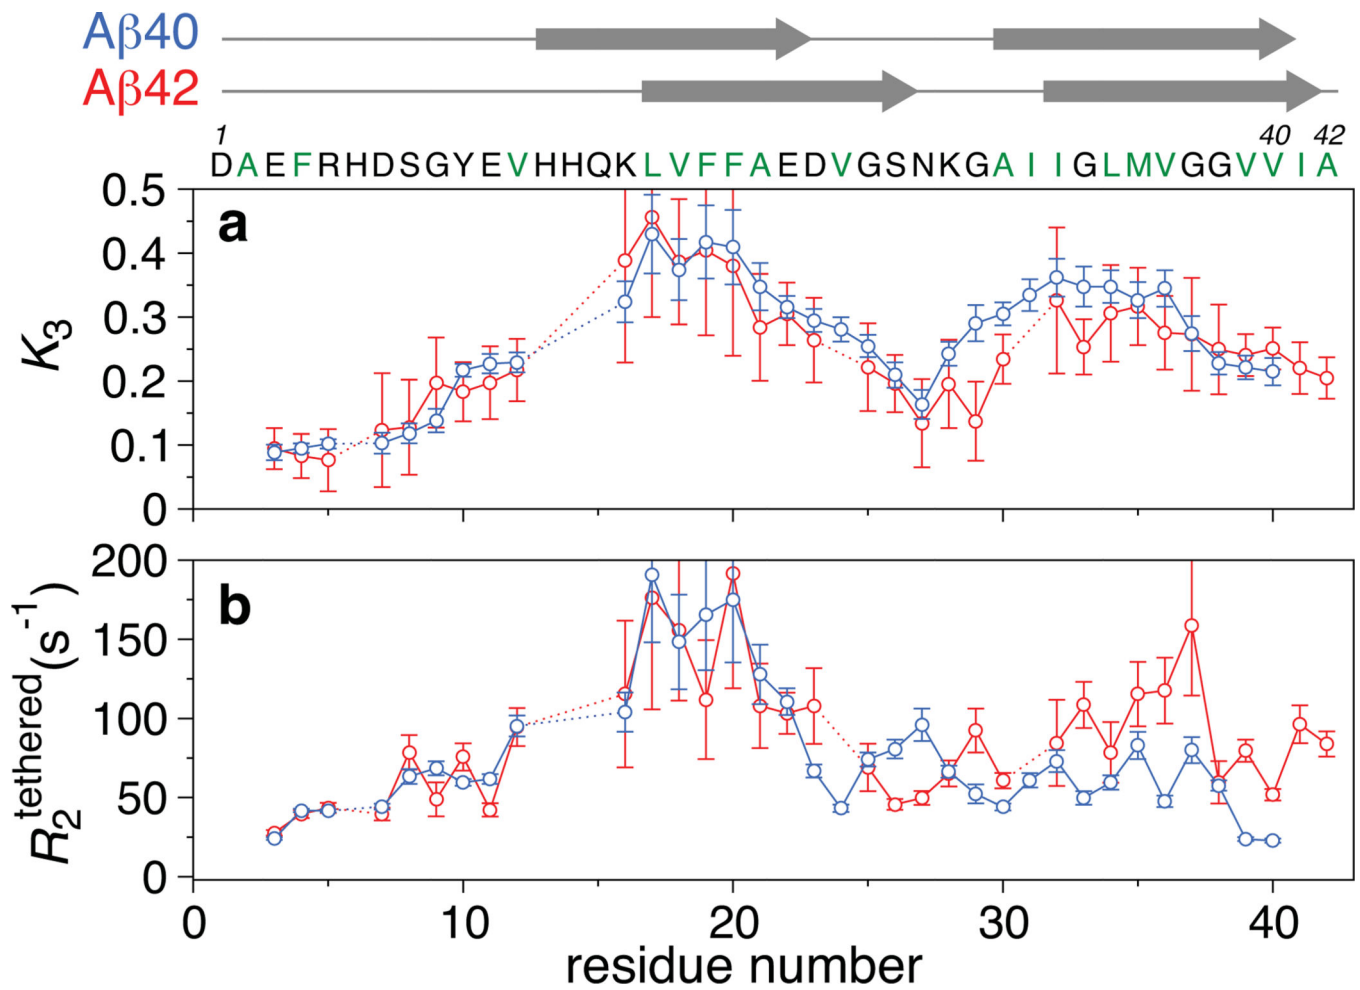 Aβ40
Aβ42
1 40 42
DAEFRHDSGYEVHHQKLVFFAEDVGSNKGAIIGLMVGGVVIA
a
0.5
0.4
0.3
0.2
0.1
0
K3
b
200
150
100
50
0
R2tethered(s-1)
0 10 20 30 40
residue number